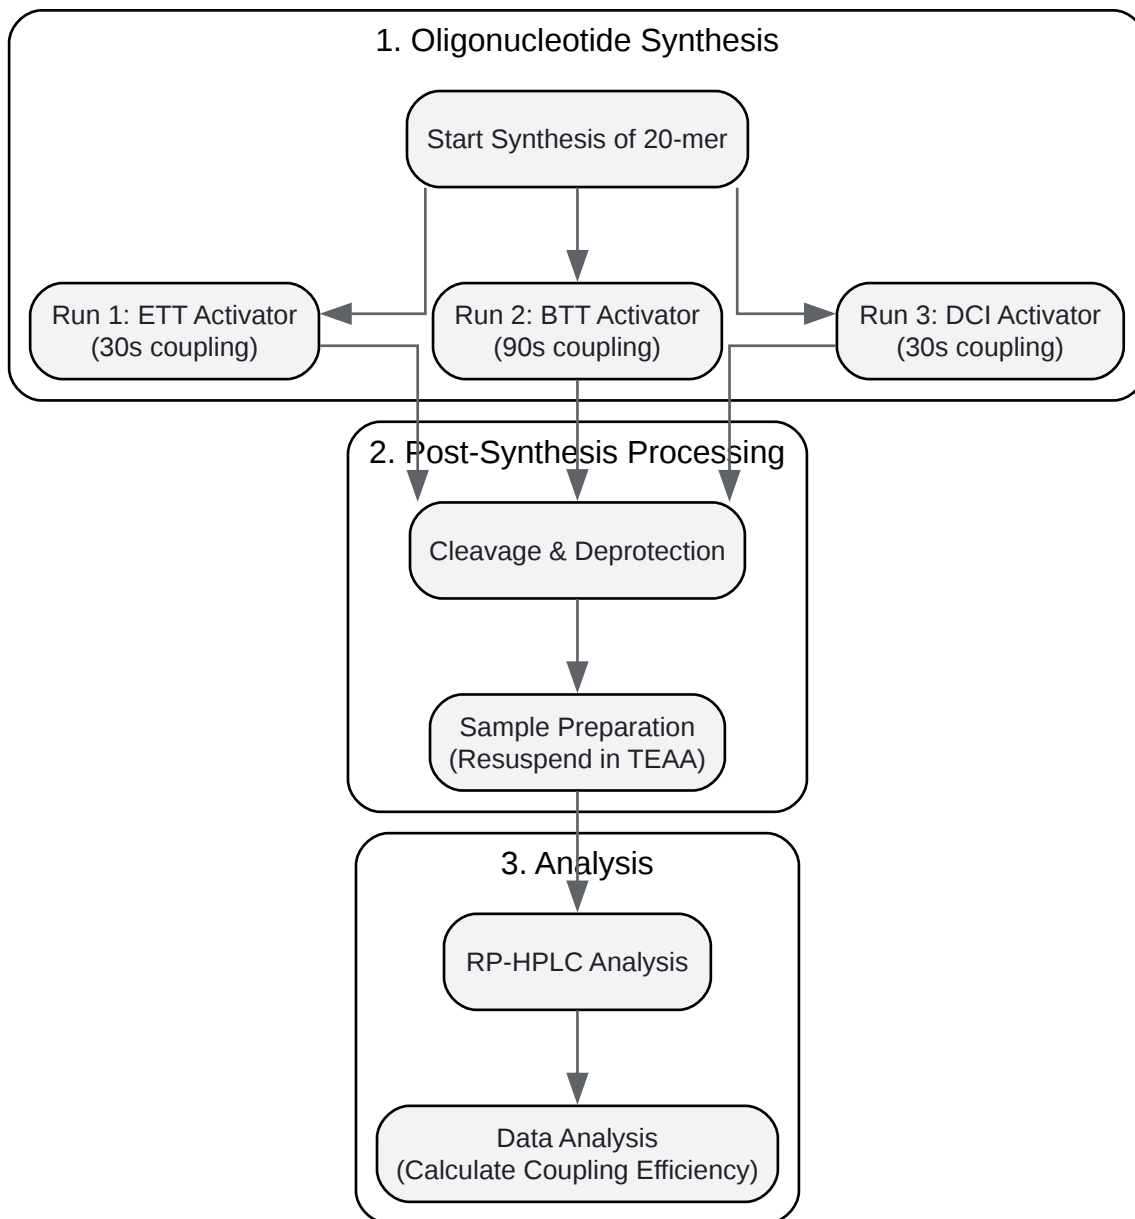 1. Oligonucleotide Synthesis
Start Synthesis of 20-mer
Run 1: ETT Activator
(30s coupling)
Run 2: BTT Activator
(90s coupling)
Run 3: DCI Activator
(30s coupling)
2. Post-Synthesis Processing
Cleavage & Deprotection
Sample Preparation
(Resuspend in TEAA)
3. Analysis
RP-HPLC Analysis
Data Analysis
(Calculate Coupling Efficiency)